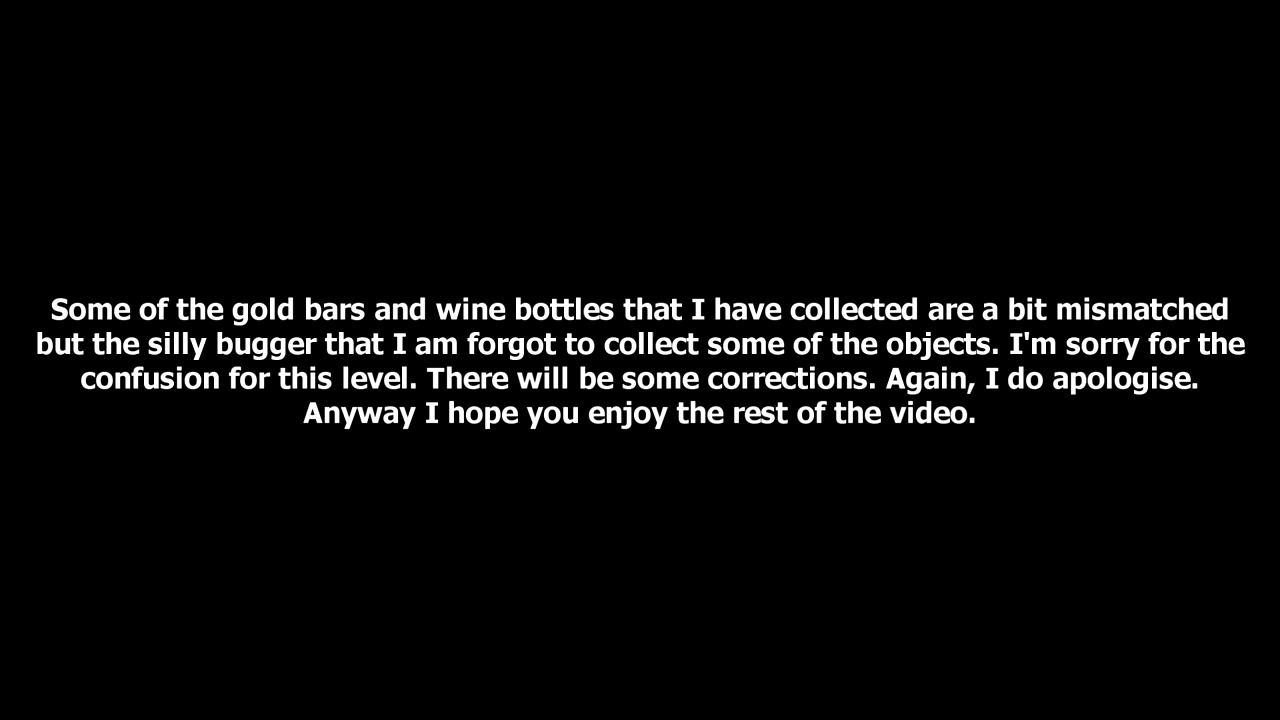 Some of the gold bars and wine bottles that I have collected are a bit mismatched
but the silly bugger that I am forgot to collect some of the objects. I'm sorry for the
confusion for this level. There will be some corrections. Again, I do apologise.
Anyway I hope you enjoy the rest of the video.